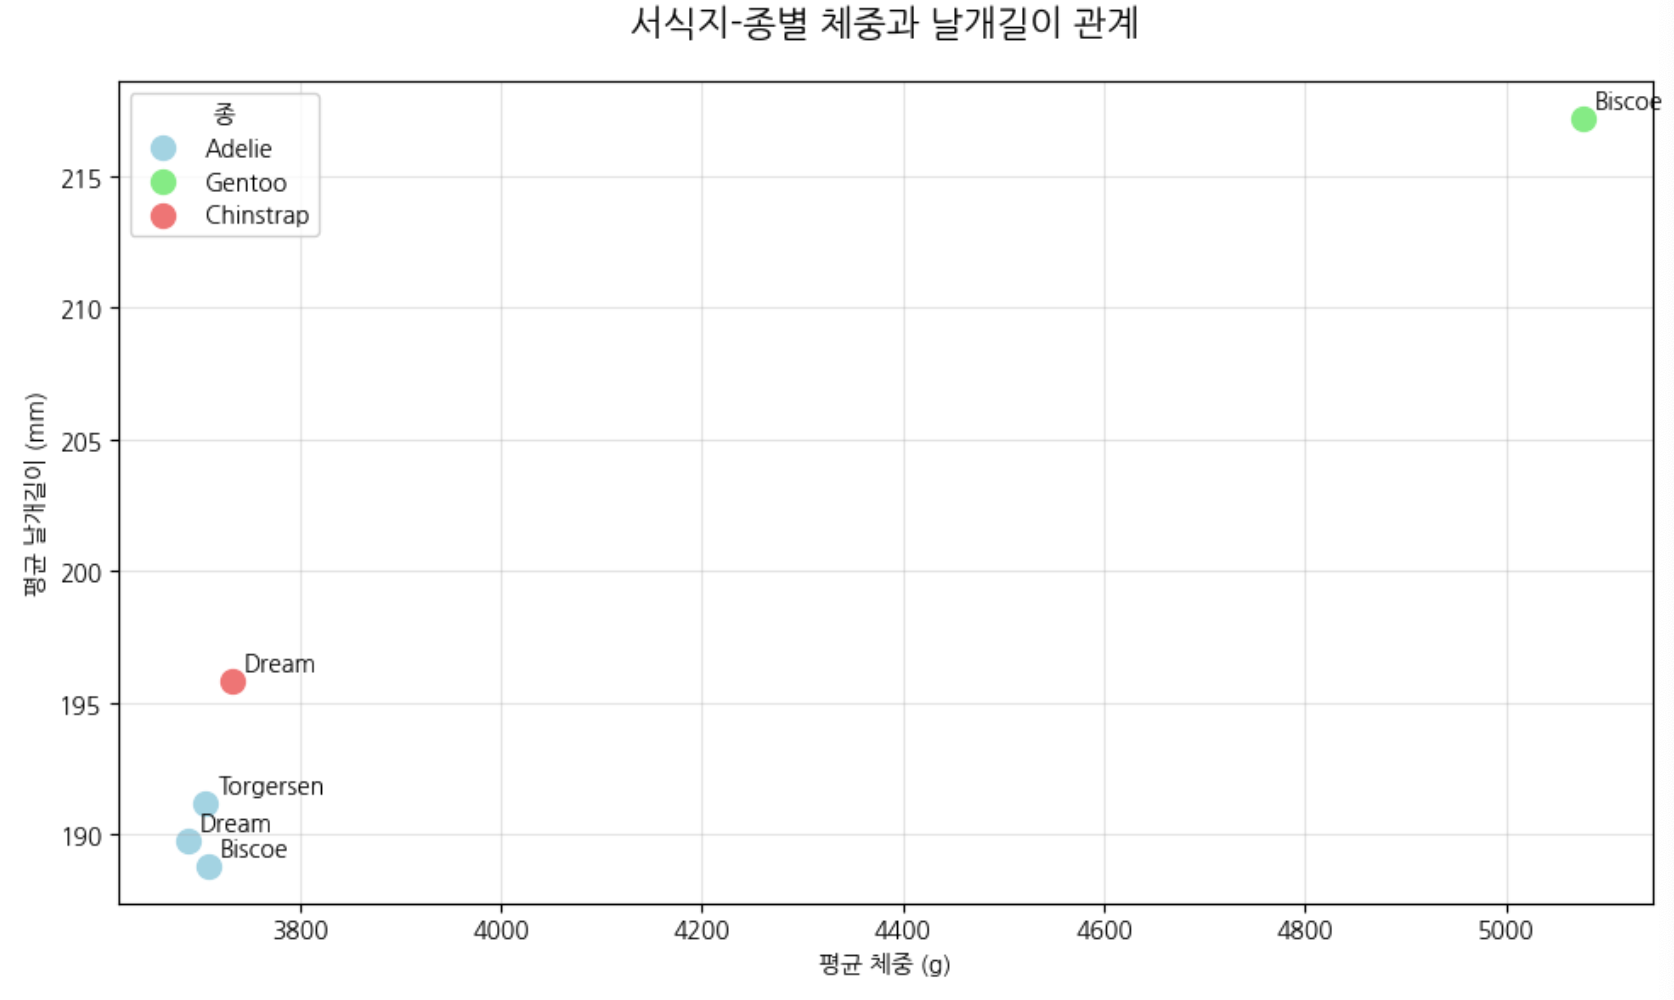 서식지-종별 체중과 날개길이 관계
종
Adelie
Gentoo
Chinstrap
Biscoe
215
210
205
200
195
190
평균 날개길이 (mm)
Dream
Torgersen
Dream
Biscoe
3800 4000 4200 4400 4600 4800 5000
평균 체중 (g)